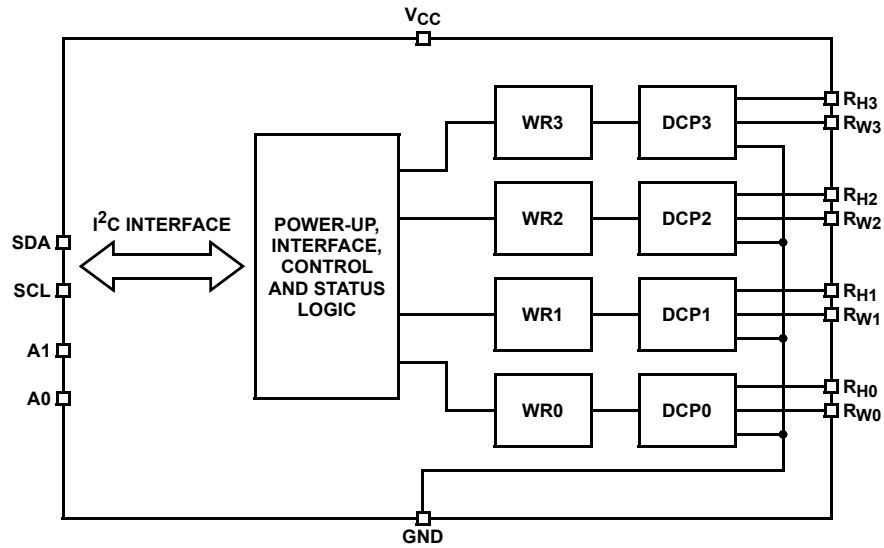 VCC
WR3
DCP3
RH3
RW3
WR2
DCP2
RH2
RW2
I2C INTERFACE
SDA
SCL
A1
A0
POWER-UP,
INTERFACE,
CONTROL
AND STATUS
LOGIC
WR1
DCP1
RH1
RW1
WR0
DCP0
RH0
RW0
GND